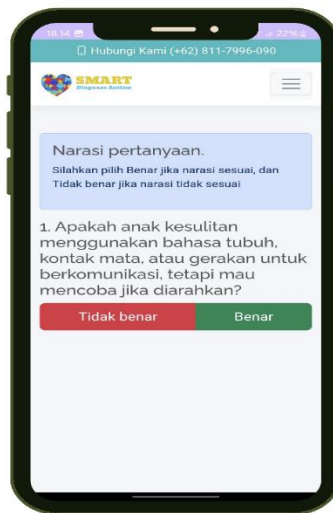 18.14
22%
Hubungi Kami (+62) 811-7996-090
SMART
Diagnosa Autism
Narasi pertanyaan.
Silahkan pilih Benar jika narasi sesuai, dan
Tidak benar jika narasi tidak sesuai
1. Apakah anak kesulitan
menggunakan bahasa tubuh,
kontak mata, atau gerakan untuk
berkomunikasi, tetapi mau
mencoba jika diarahkan?
Tidak benar
Benar